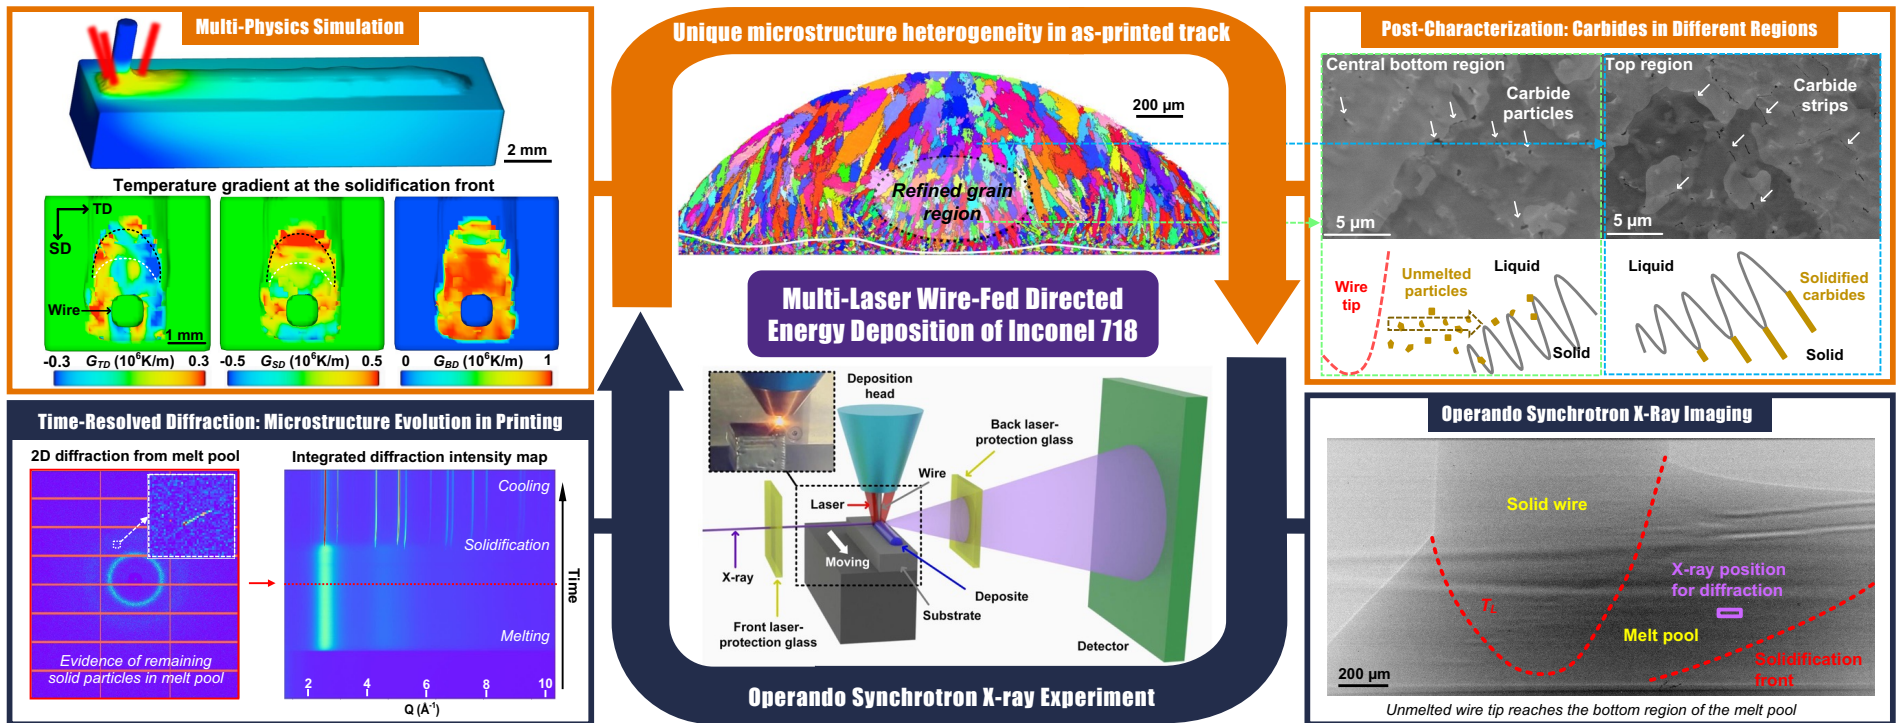 Multi-Physics Simulation
2 mm
Temperature gradient at the solidification front
TD
SD
Wire
1 mm
-0.3 G_TD (10⁶K/m) 0.3
-0.5 G_SD (10⁶K/m) 0.5
0 G_BD (10⁶K/m) 1
Time-Resolved Diffraction: Microstructure Evolution in Printing
2D diffraction from melt pool
Evidence of remaining
solid particles in melt pool
Integrated diffraction intensity map
Cooling
Solidification
Melting
Time
2 4 6 8 10
Q (Å⁻¹)
Unique microstructure heterogeneity in as-printed track
200 µm
Refined grain
region
Multi-Laser Wire-Fed Directed
Energy Deposition of Inconel 718
Deposition
head
Back laser-
protection glass
Wire
Laser
Moving
X-ray
Deposite
Substrate
Front laser-
protection glass
Detector
Operando Synchrotron X-ray Experiment
Post-Characterization: Carbides in Different Regions
Central bottom region
Carbide
particles
5 µm
Top region
Carbide
strips
5 µm
Wire
tip
Unmelted
particles
Liquid
Solid
Liquid
Solidified
carbides
Solid
Operando Synchrotron X-Ray Imaging
Solid wire
X-ray position
for diffraction
T_L
Melt pool
Solidification
front
200 µm
Unmelted wire tip reaches the bottom region of the melt pool